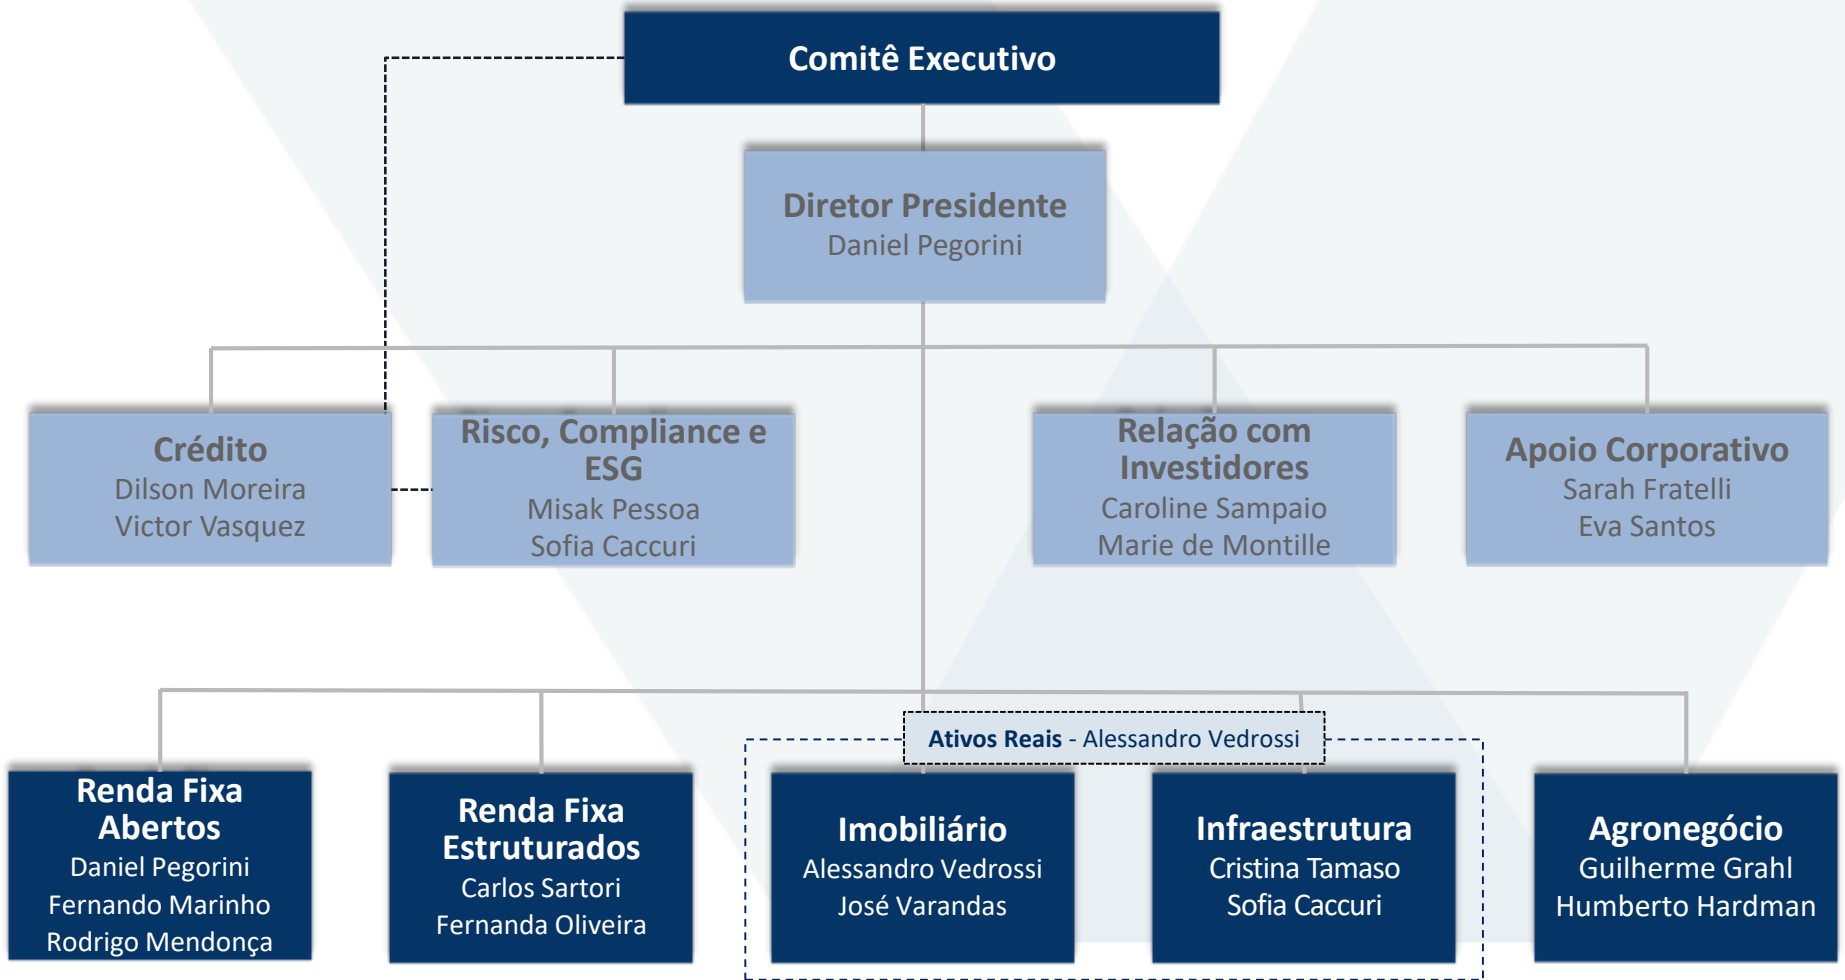 Comitê Executivo
Diretor Presidente
Daniel Pegorini
Crédito
Dilson Moreira
Victor Vasquez
Risco, Compliance e
ESG
Misak Pessoa
Sofia Caccuri
Relação com
Investidores
Caroline Sampaio
Marie de Montille
Apoio Corporativo
Sarah Fratelli
Eva Santos
Ativos Reais - Alessandro Vedrossi
Renda Fixa
Abertos
Daniel Pegorini
Fernando Marinho
Rodrigo Mendonça
Renda Fixa
Estruturados
Carlos Sartori
Fernanda Oliveira
Imobiliário
Alessandro Vedrossi
José Varandas
Infraestrutura
Cristina Tamaso
Sofia Caccuri
Agronegócio
Guilherme Grahl
Humberto Hardman